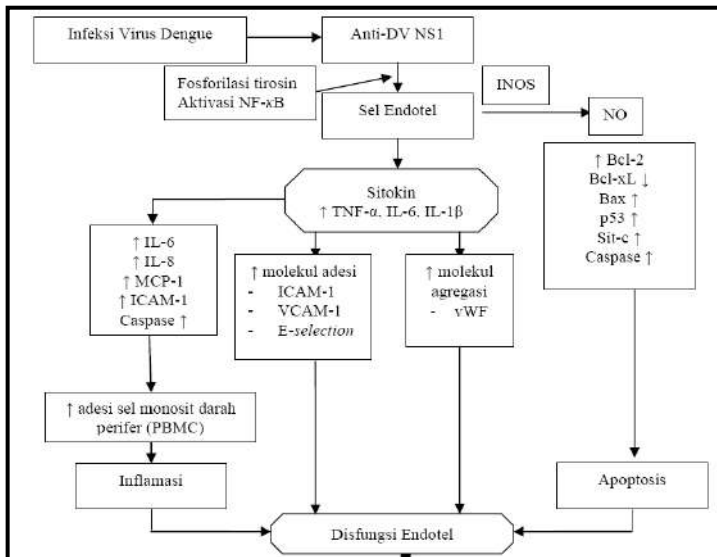 Infeksi Virus Dengue
Anti-DV NS1
Fosforilasi tirosin
Aktivasi NF-κB
Sel Endotel
INOS
NO
Sitokin
↑ TNF-α, IL-6, IL-1β
↑ Bcl-2
Bcl-xL ↓
Bax ↑
p53 ↑
Sit-c ↑
Caspase ↑
↑ IL-6
↑ IL-8
↑ MCP-1
↑ ICAM-1
Caspase ↑
↑ molekul adesi
- ICAM-1
- VCAM-1
- E-selection
↑ molekul
agregasi
- vWF
↑ adesi sel monosit darah
perifer (PBMC)
Inflamasi
Apoptosis
Disfungsi Endotel